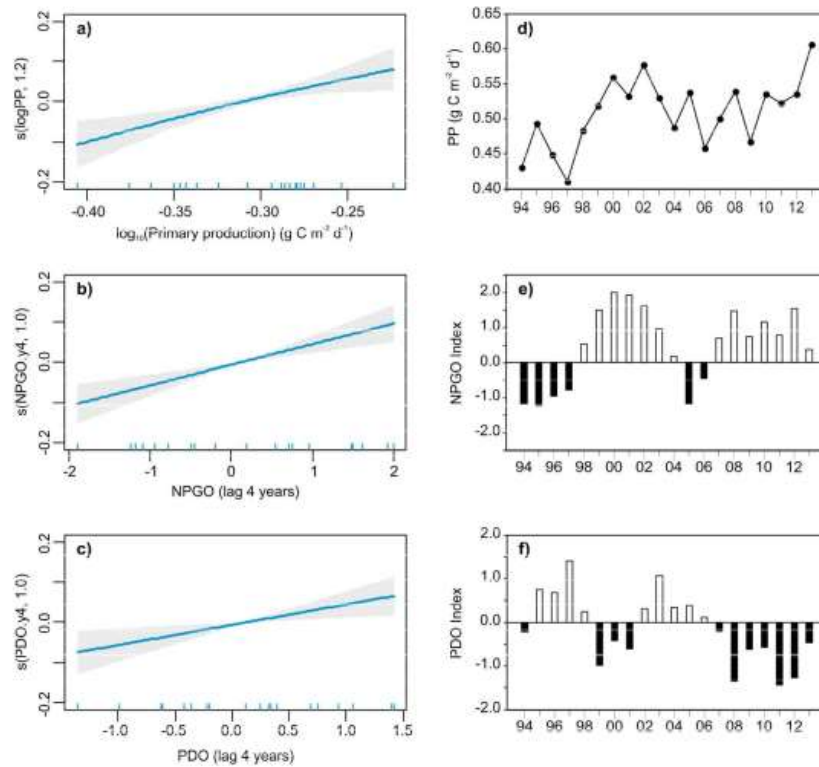 a)
0.2
0.0
-0.2
s(logPP, 1.2)
-0.40 -0.35 -0.30 -0.25
log₁₀(Primary production) (g C m⁻² d⁻¹)
b)
0.2
0.0
-0.2
s(NPGO.y4, 1.0)
-2 -1 0 1 2
NPGO (lag 4 years)
c)
0.2
0.0
-0.2
s(PDO.y4, 1.0)
-1.0 -0.5 0.0 0.5 1.0 1.5
PDO (lag 4 years)
d)
0.65
0.60
0.55
0.50
0.45
0.40
PP (g C m⁻² d⁻¹)
94 96 98 00 02 04 06 08 10 12
e)
2.0
1.0
0.0
-1.0
-2.0
NPGO Index
94 96 98 00 02 04 06 08 10 12
f)
2.0
1.0
0.0
-1.0
-2.0
PDO Index
94 96 98 00 02 04 06 08 10 12